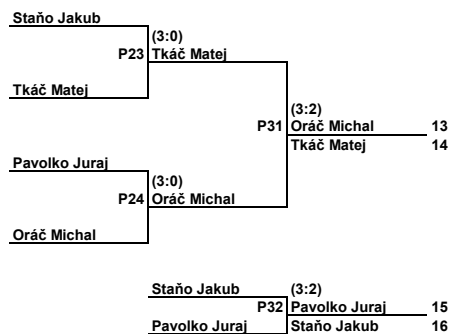 Staňo Jakub
(3:0)
P23 Tkáč Matej
Tkáč Matej
(3:2)
P31 Oráč Michal 13
Tkáč Matej 14
Pavolko Juraj
(3:0)
P24 Oráč Michal
Oráč Michal
Staňo Jakub (3:2)
P32 Pavolko Juraj 15
Pavolko Juraj Staňo Jakub 16